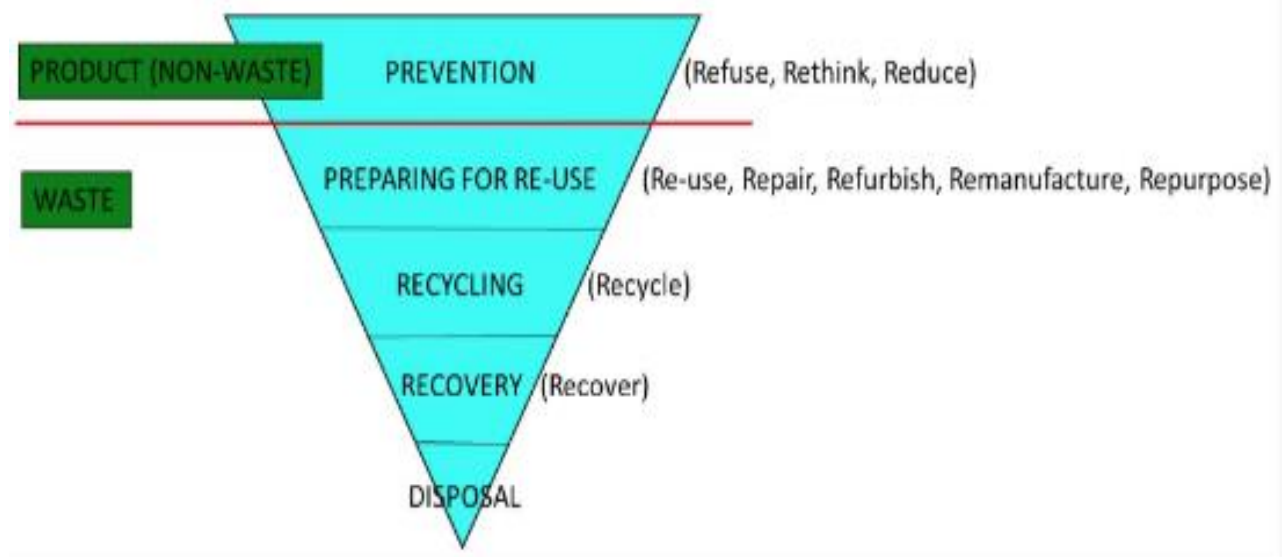 PRODUCT (NON-WASTE) PREVENTION (Refuse, Rethink, Reduce)
WASTE PREPARING FOR RE-USE (Re-use, Repair, Refurbish, Remanufacture, Repurpose)
RECYCLING (Recycle)
RECOVERY (Recover)
DISPOSAL